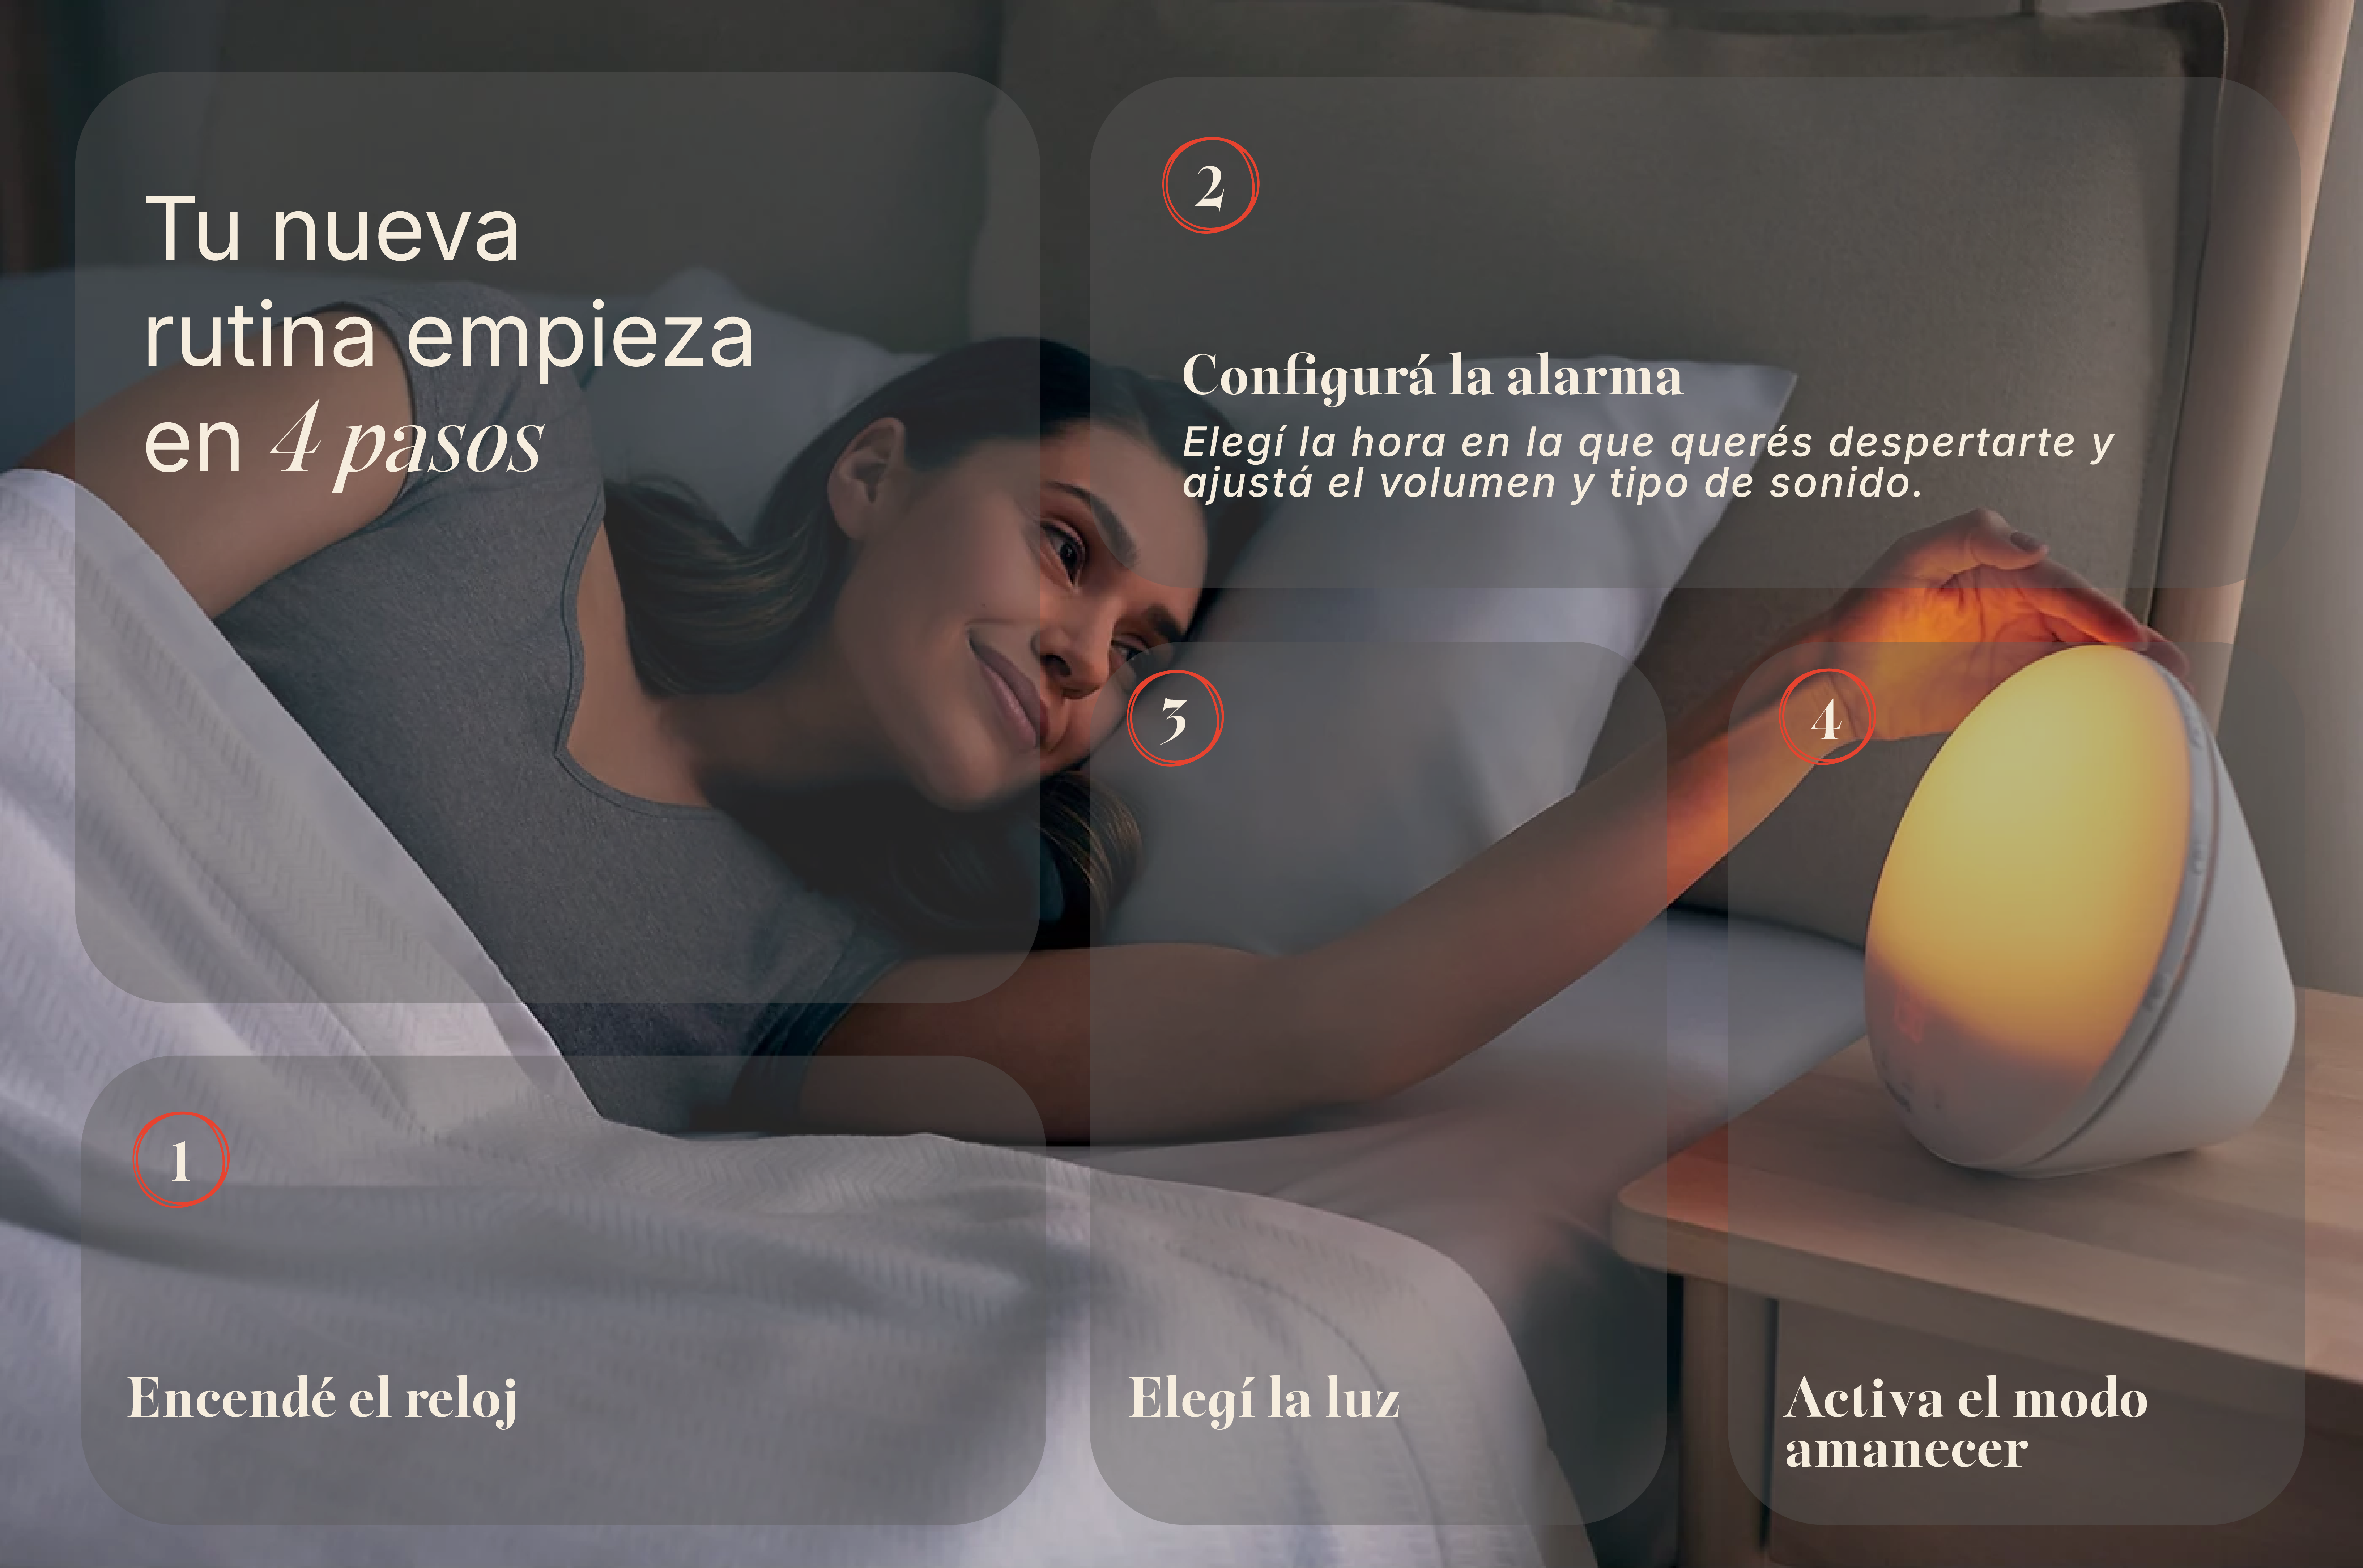 Tu nueva
rutina empieza
en 4 pasos
1
Encendé el reloj
2
Configurá la alarma
Elegí la hora en la que querés despertarte y
ajustá el volumen y tipo de sonido.
3
Elegí la luz
4
Activa el modo
amanecer